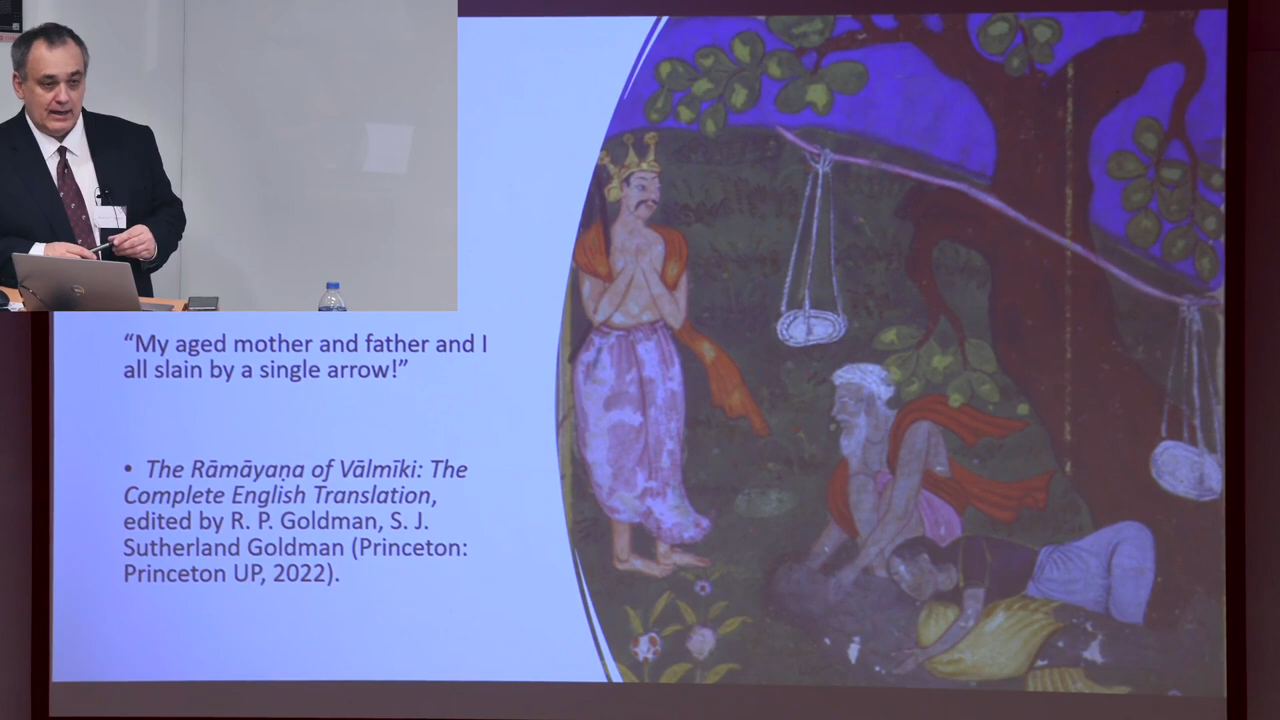 “My aged mother and father and I
all slain by a single arrow!”
• The Rāmāyaṇa of Vālmīki: The
Complete English Translation,
edited by R. P. Goldman, S. J.
Sutherland Goldman (Princeton:
Princeton UP, 2022).